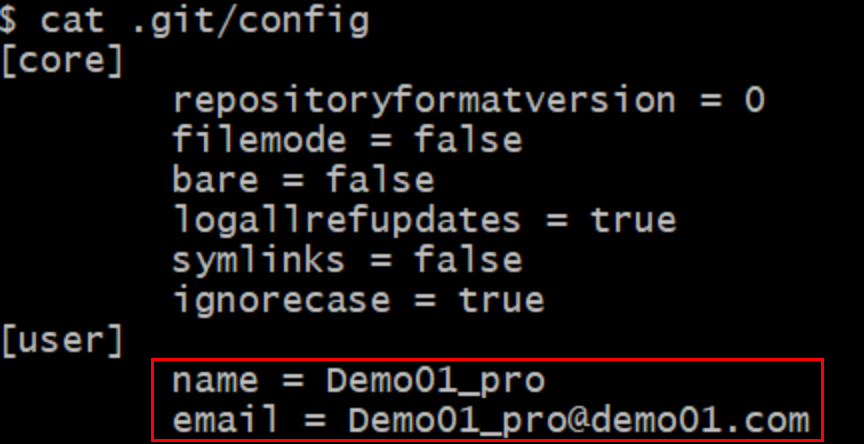 $ cat .git/config
[core]
        repositoryformatversion = 0
        filemode = false
        bare = false
        logallrefupdates = true
        symlinks = false
        ignorecase = true
[user]
        name = Demo01_pro
        email = Demo01_pro@demo01.com